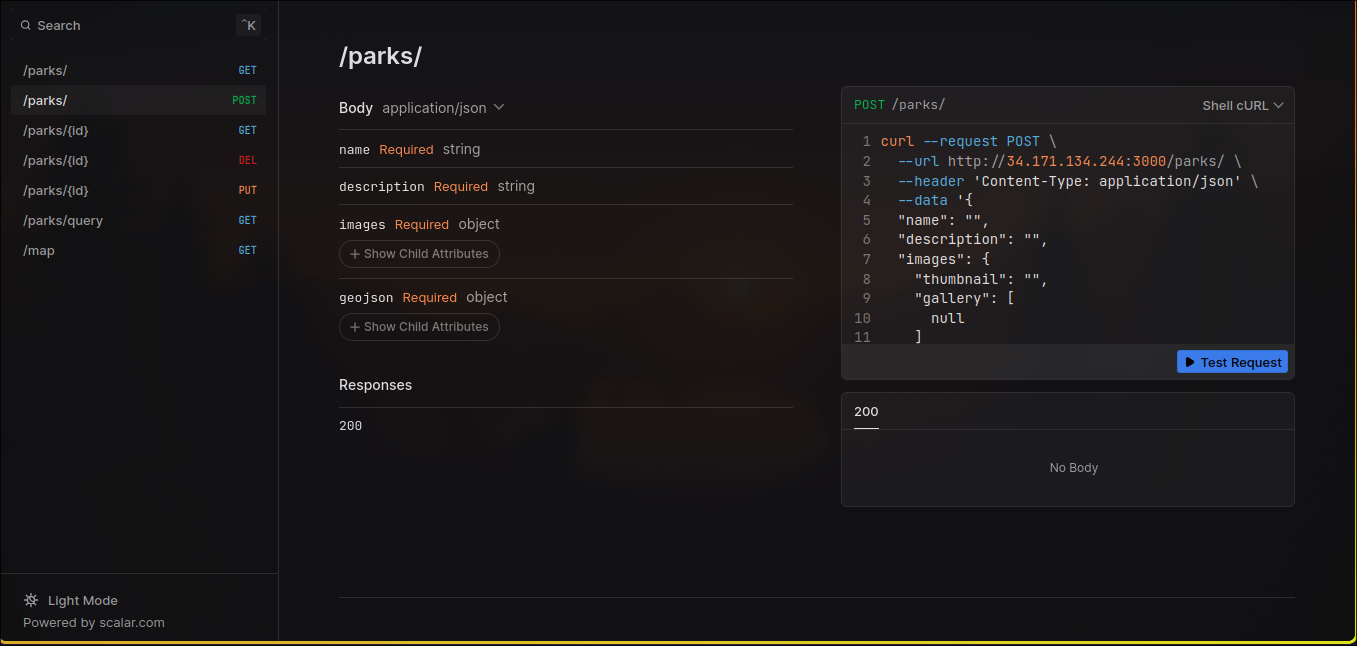 Search ^K
/parks/ GET
/parks/ POST
/parks/{id} GET
/parks/{id} DEL
/parks/{id} PUT
/parks/query GET
/map GET
Light Mode
Powered by scalar.com
/parks/
Body application/json
name Required string
description Required string
images Required object
+ Show Child Attributes
geojson Required object
+ Show Child Attributes
Responses
200
POST /parks/ Shell cURL
1 curl --request POST \
2 --url http://34.171.134.244:3000/parks/ \
3 --header 'Content-Type: application/json' \
4 --data '{
5 "name": "",
6 "description": "",
7 "images": {
8 "thumbnail": "",
9 "gallery": [
10 null
11 ]
Test Request
200
No Body